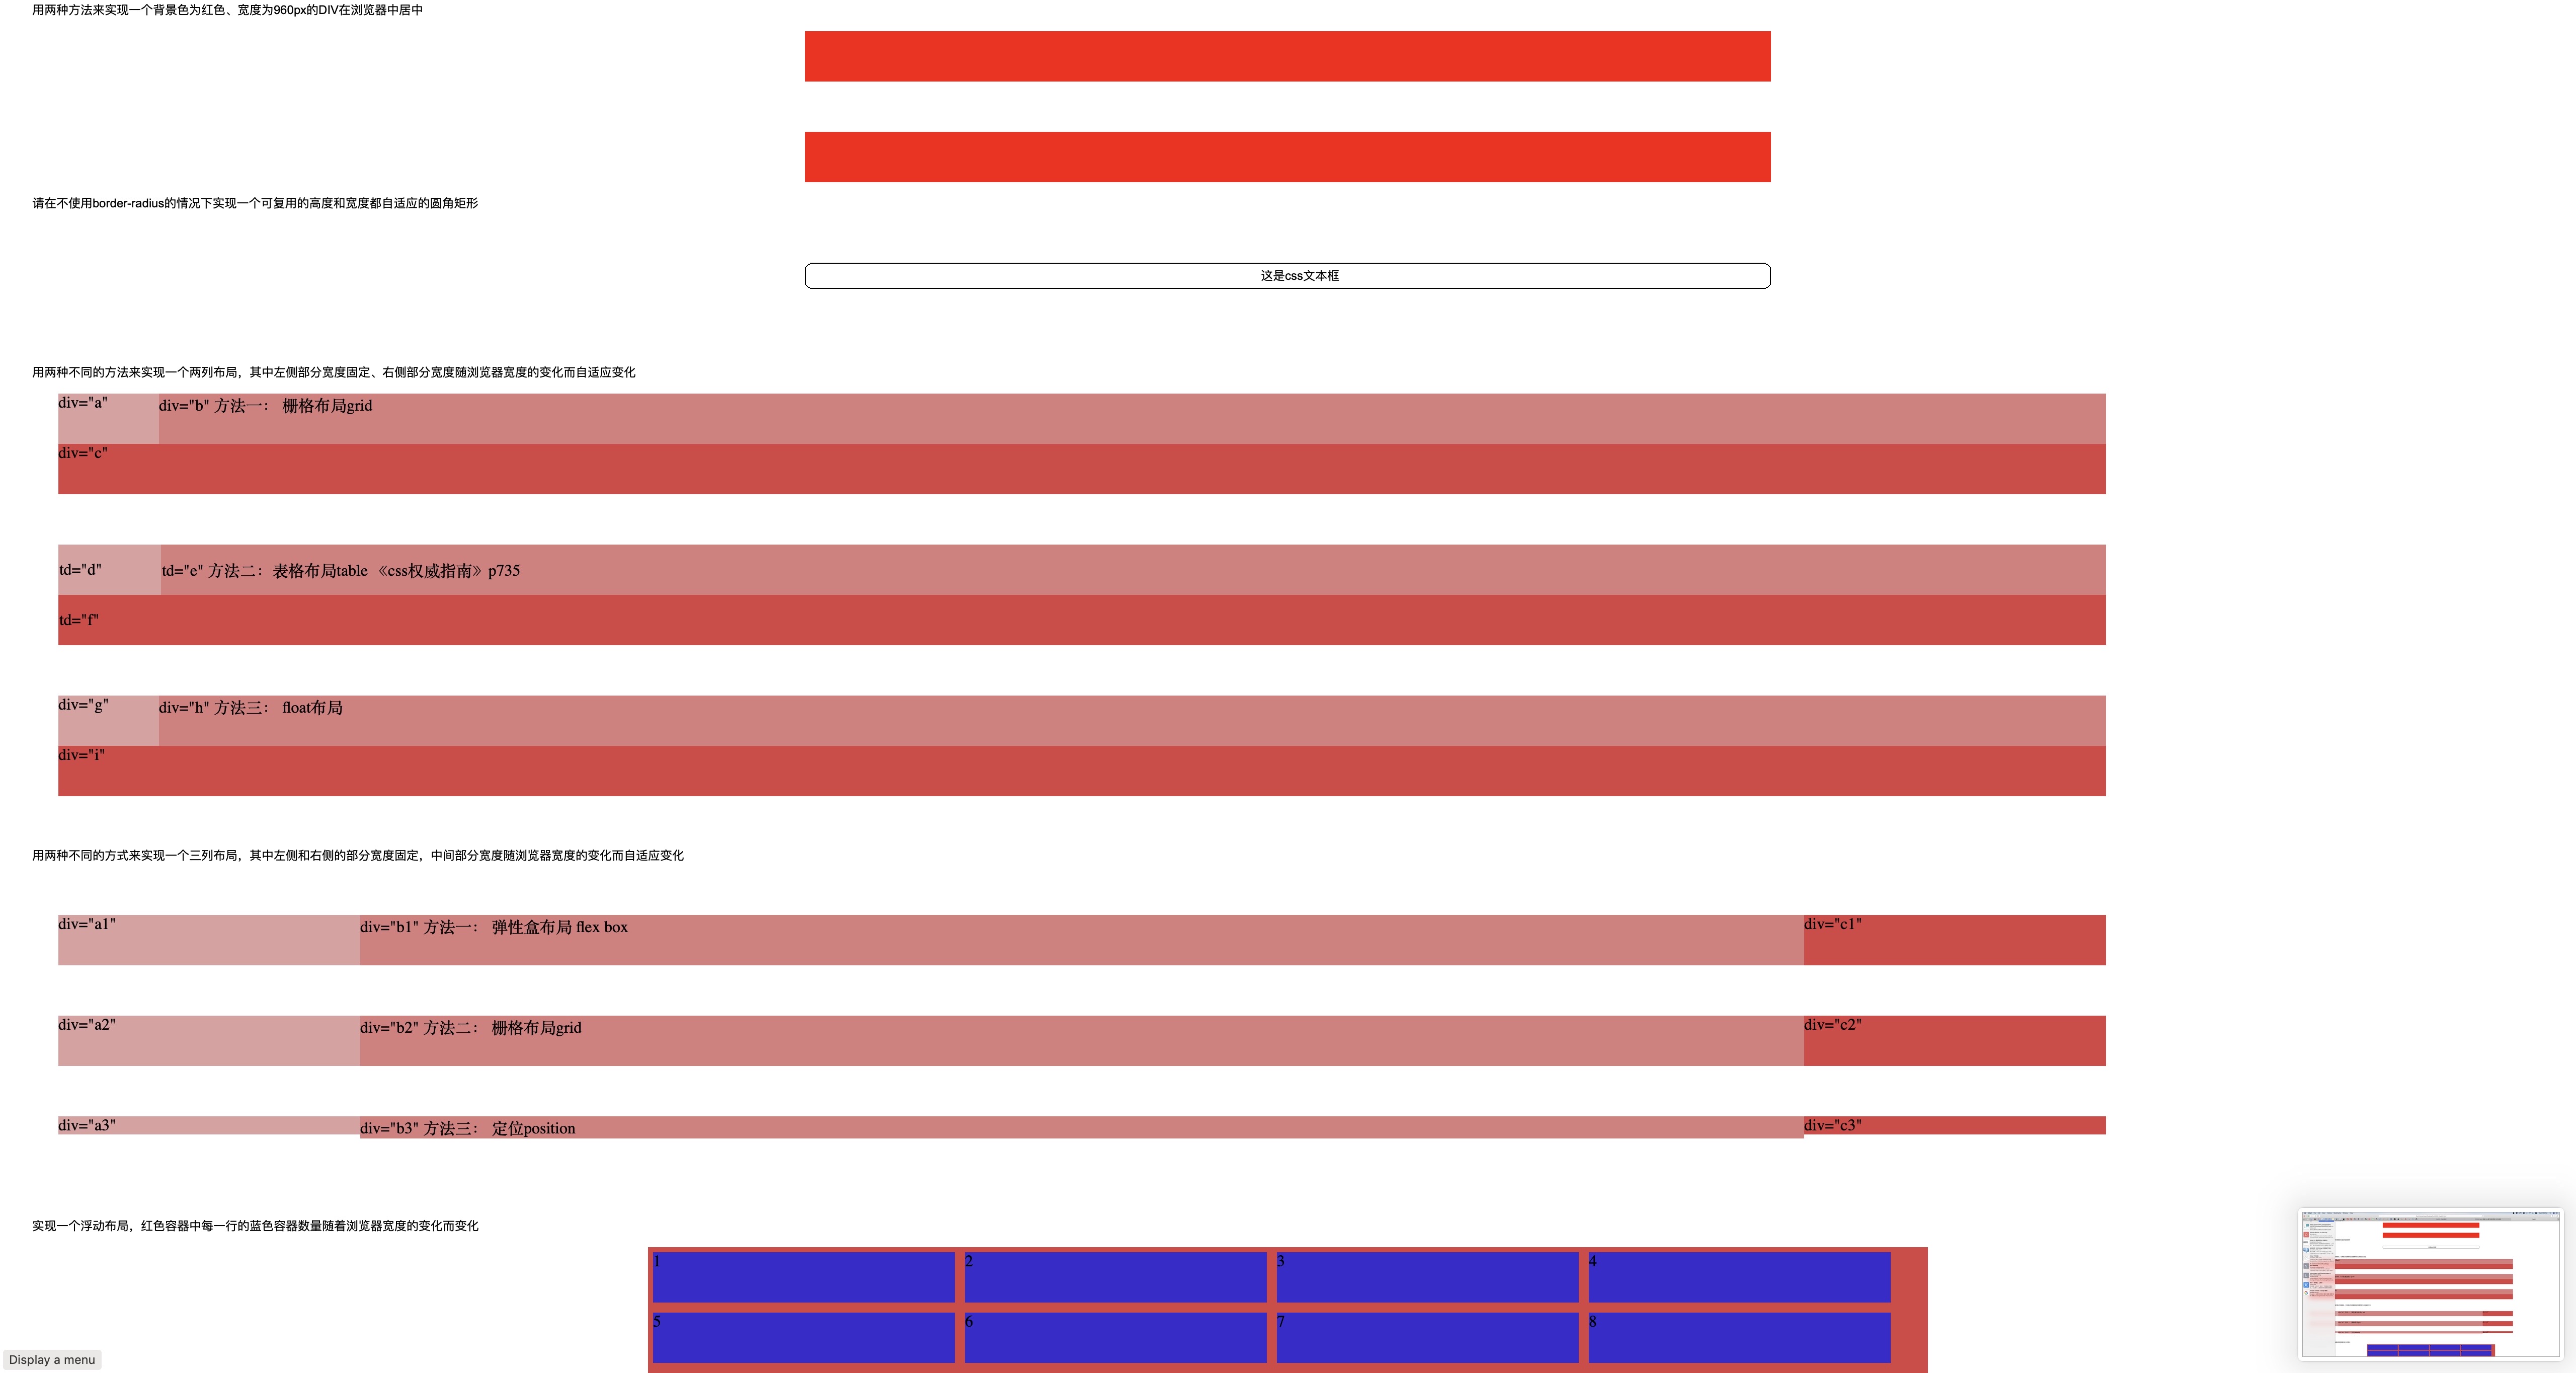 用两种方法来实现一个背景色为红色、宽度为960px的DIV在浏览器中居中
请在不使用border-radius的情况下实现一个可复用的高度和宽度都自适应的圆角矩形
这是css文本框
用两种不同的方法来实现一个两列布局，其中左侧部分宽度固定、右侧部分宽度随浏览器宽度的变化而自适应变化
div="a" div="b" 方法一： 栅格布局grid
div="c"
td="d" td="e" 方法二：表格布局table 《css权威指南》p735
td="f"
div="g" div="h" 方法三： float布局
div="i"
用两种不同的方式来实现一个三列布局，其中左侧和右侧的部分宽度固定，中间部分宽度随浏览器宽度的变化而自适应变化
div="a1" div="b1" 方法一： 弹性盒布局 flex box div="c1"
div="a2" div="b2" 方法二： 栅格布局grid div="c2"
div="a3" div="b3" 方法三： 定位position div="c3"
实现一个浮动布局，红色容器中每一行的蓝色容器数量随着浏览器宽度的变化而变化
1 2 3 4
5 6 7 8
Display a menu